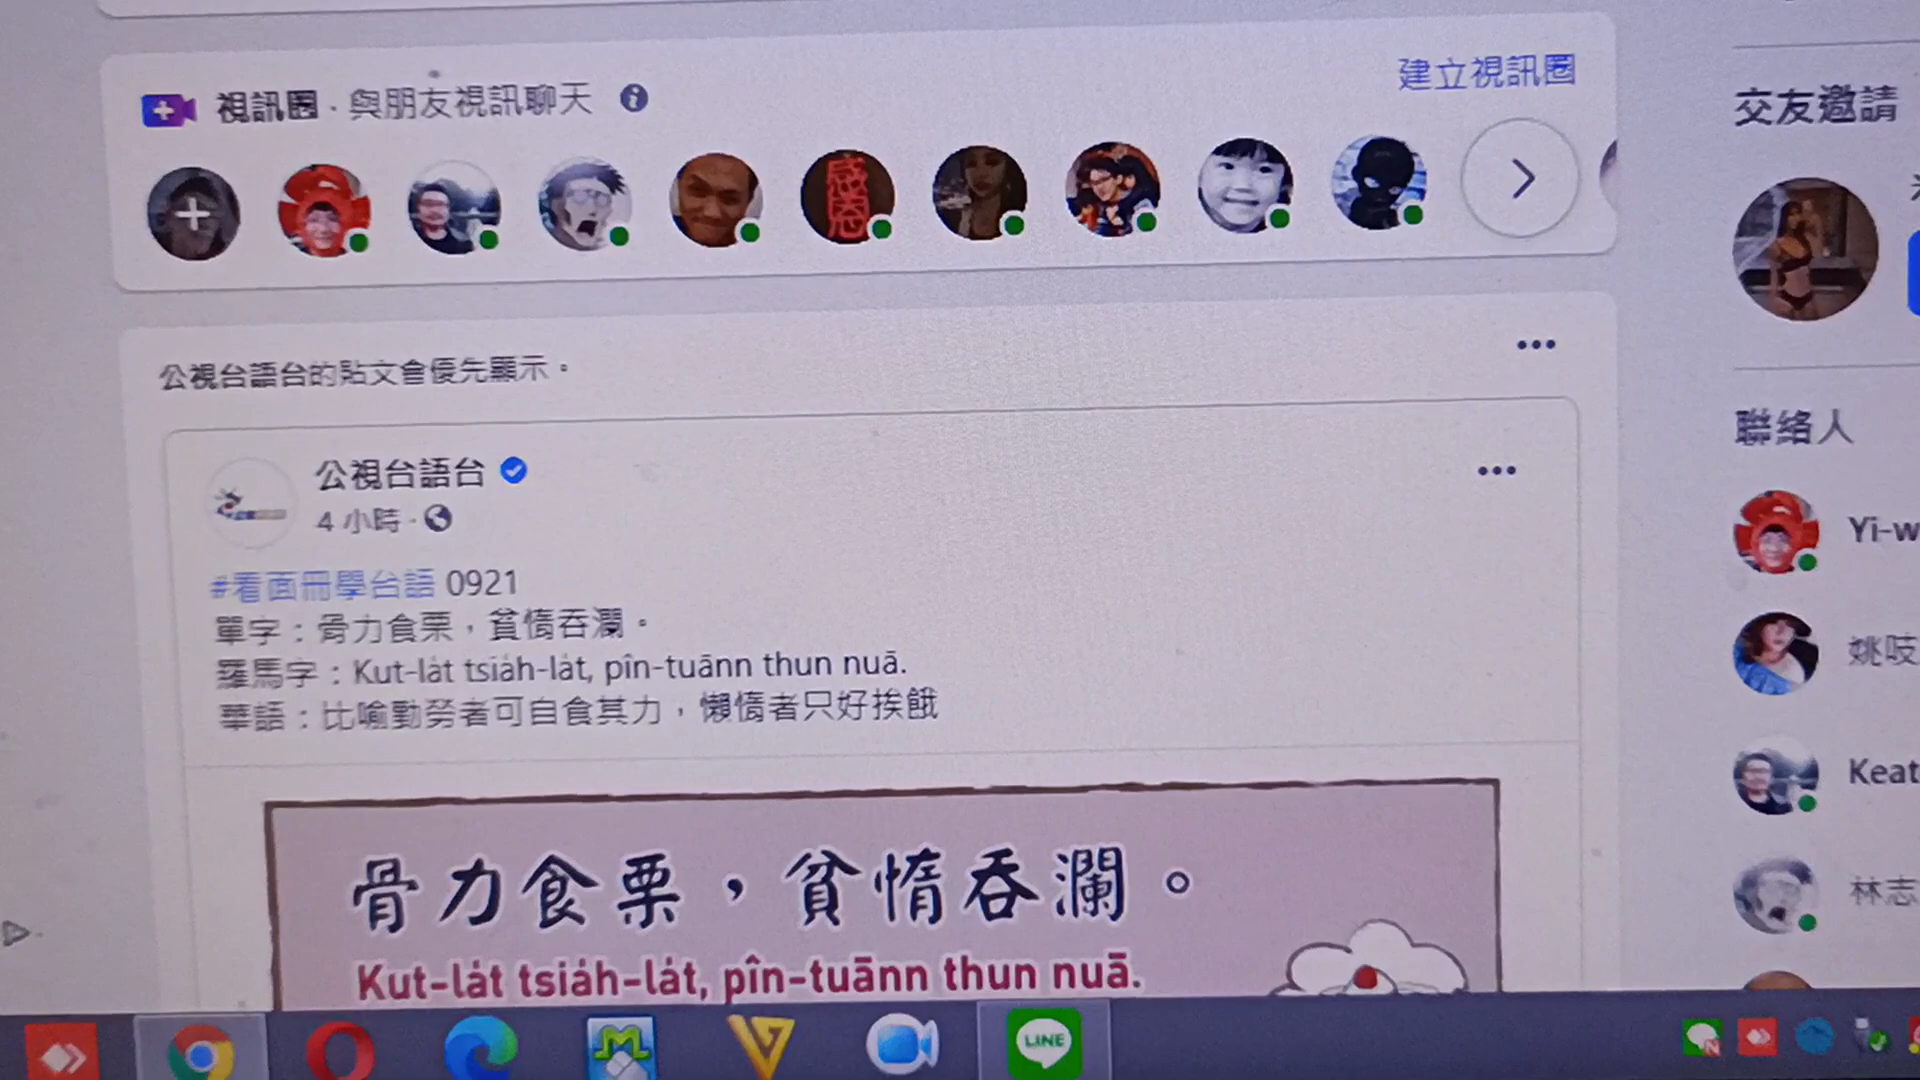 視訊圈 · 與朋友視訊聊天
建立視訊圈
感恩
公視台語台的貼文會優先顯示。
公視台語台
4 小時 ·
#看面冊學台語 0921
單字：骨力食栗，貧惰吞瀾。
羅馬字：Kut-la̍t tsia̍h-la̍t, pîn-tuānn thun nuā.
華語：比喻勤勞者可自食其力，懶惰者只好挨餓
骨力食栗，貧惰吞瀾。
Kut-la̍t tsia̍h-la̍t, pîn-tuānn thun nuā.
交友邀請
聯絡人
Yi-w
姚吱
Keat
林志
LINE